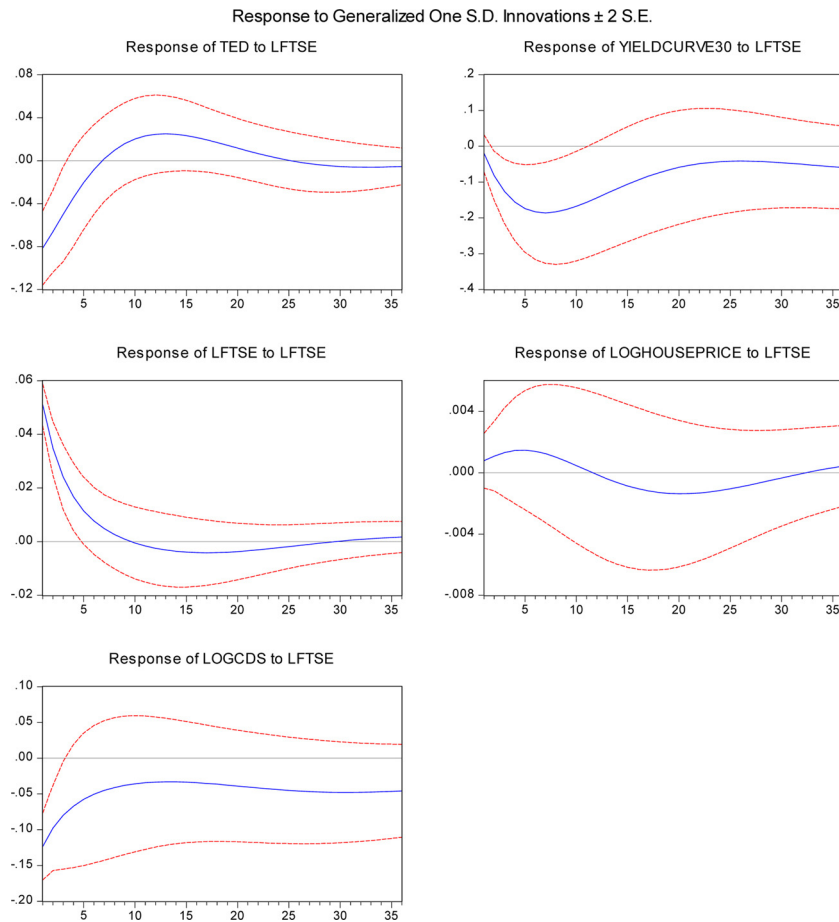 Response to Generalized One S.D. Innovations ± 2 S.E.
Response of TED to LFTSE
.08
.04
.00
-.04
-.08
-.12
5 10 15 20 25 30 35
Response of YIELDCURVE30 to LFTSE
.2
.1
.0
-.1
-.2
-.3
-.4
5 10 15 20 25 30 35
Response of LFTSE to LFTSE
.06
.04
.02
.00
-.02
5 10 15 20 25 30 35
Response of LOGHOUSEPRICE to LFTSE
.004
.000
-.004
-.008
5 10 15 20 25 30 35
Response of LOGCDS to LFTSE
.10
.05
.00
-.05
-.10
-.15
-.20
5 10 15 20 25 30 35